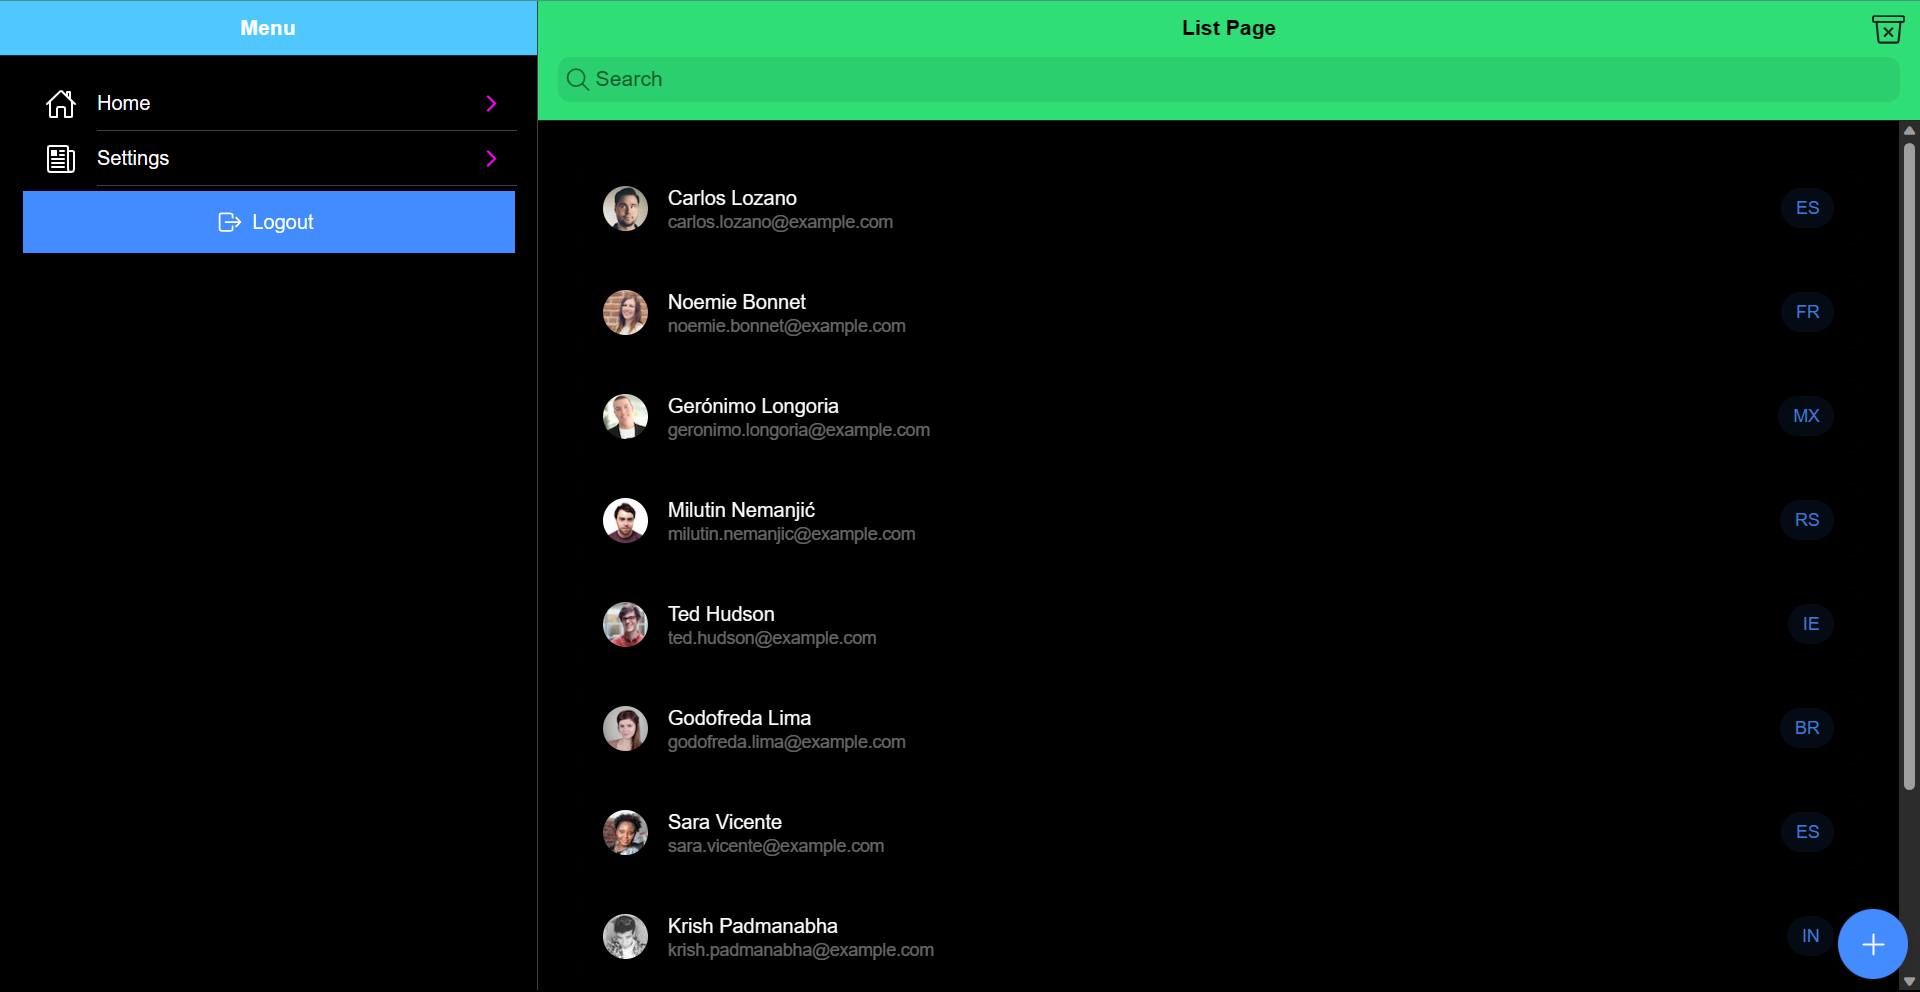 Menu
Home
Settings
Logout
List Page
Search
Carlos Lozano
carlos.lozano@example.com
ES
Noemie Bonnet
noemie.bonnet@example.com
FR
Gerónimo Longoria
geronimo.longoria@example.com
MX
Milutin Nemanjić
milutin.nemanjic@example.com
RS
Ted Hudson
ted.hudson@example.com
IE
Godofreda Lima
godofreda.lima@example.com
BR
Sara Vicente
sara.vicente@example.com
ES
Krish Padmanabha
krish.padmanabha@example.com
IN